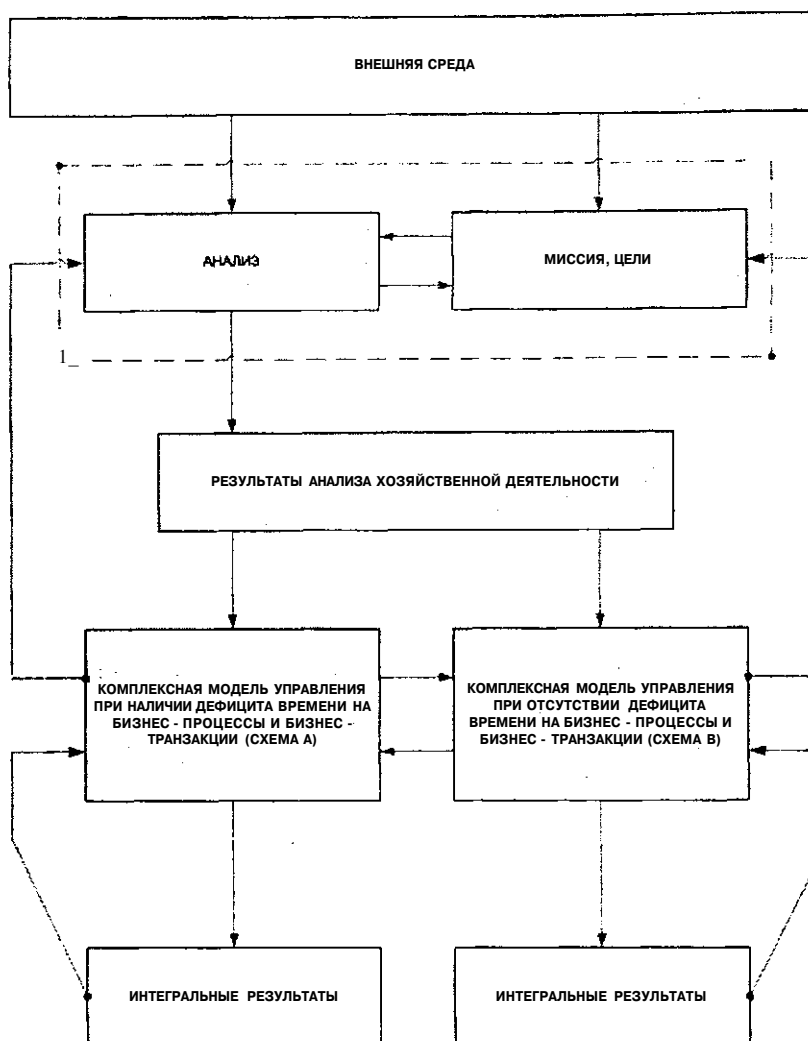 ВНЕШНЯЯ СРЕДА
АНАЛИЗ
МИССИЯ, ЦЕЛИ
1_
РЕЗУЛЬТАТЫ АНАЛИЗА ХОЗЯЙСТВЕННОЙ ДЕЯТЕЛЬНОСТИ
КОМПЛЕКСНАЯ МОДЕЛЬ УПРАВЛЕНИЯ
ПРИ НАЛИЧИИ ДЕФИЦИТА ВРЕМЕНИ НА
БИЗНЕС - ПРОЦЕССЫ И БИЗНЕС -
ТРАНЗАКЦИИ (СХЕМА А)
КОМПЛЕКСНАЯ МОДЕЛЬ УПРАВЛЕНИЯ
ПРИ ОТСУТСТВИИ ДЕФИЦИТА
ВРЕМЕНИ НА БИЗНЕС - ПРОЦЕССЫ И
БИЗНЕС - ТРАНЗАКЦИИ (СХЕМА В)
ИНТЕГРАЛЬНЫЕ РЕЗУЛЬТАТЫ
ИНТЕГРАЛЬНЫЕ РЕЗУЛЬТАТЫ